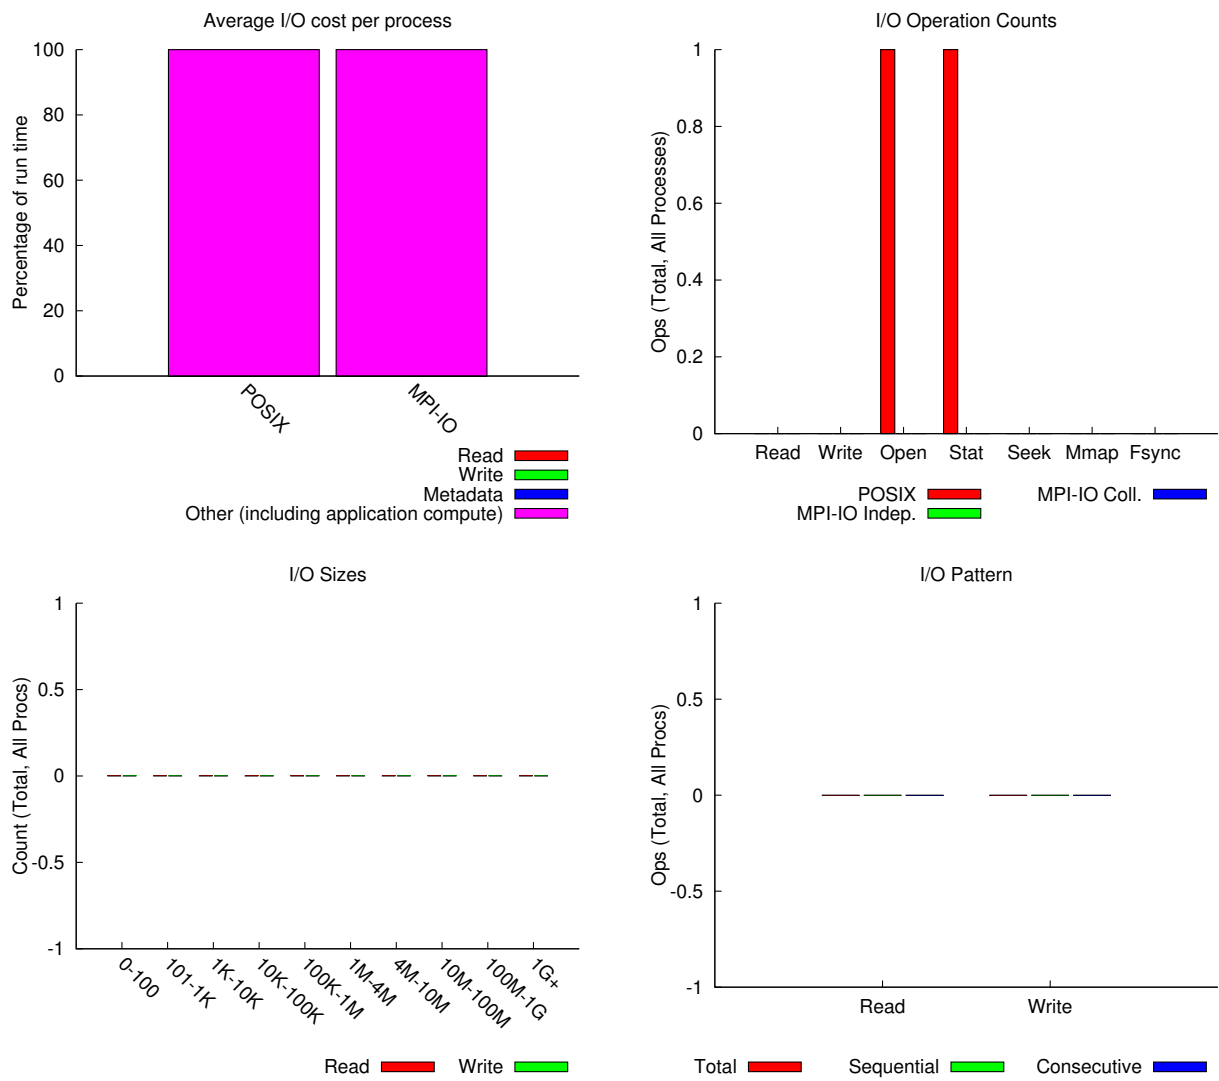 Average I/O cost per process
Percentage of run time
100
80
60
40
20
0
POSIX
MPI-IO
Read
Write
Metadata
Other (including application compute)
I/O Operation Counts
Ops (Total, All Processes)
1
0.8
0.6
0.4
0.2
0
Read Write Open Stat Seek Mmap Fsync
POSIX MPI-IO Coll.
MPI-IO Indep.
I/O Sizes
Count (Total, All Procs)
1
0.5
0
-0.5
-1
0-100
101-1K
1K-10K
10K-100K
100K-1M
1M-4M
4M-10M
10M-100M
100M-1G
1G+
Read Write
I/O Pattern
Ops (Total, All Procs)
1
0.5
0
-0.5
-1
Read Write
Total Sequential Consecutive